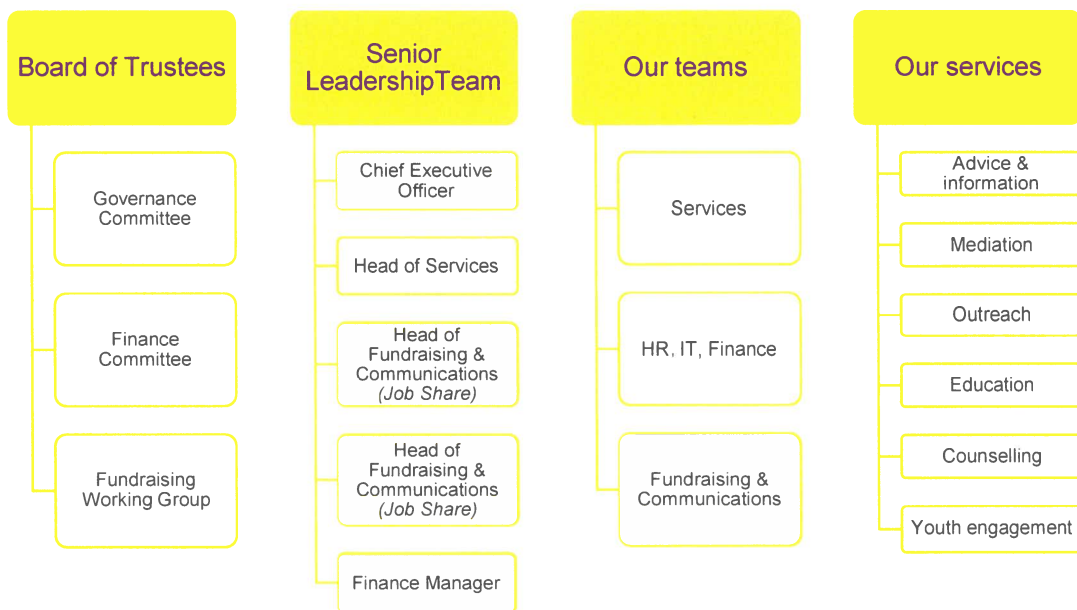 Board of Trustees
Governance
Committee
Finance
Committee
Fundraising
Working Group
Senior
LeadershipTeam
Chief Executive
Officer
Head of Services
Head of
Fundraising &
Communications
(Job Share)
Head of
Fundraising &
Communications
(Job Share)
Finance Manager
Our teams
Services
HR, IT, Finance
Fundraising &
Communications
Our services
Advice &
information
Mediation
Outreach
Education
Counselling
Youth engagement